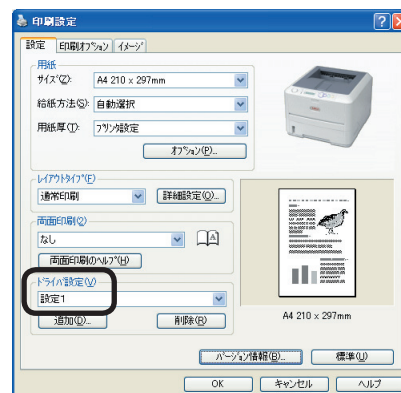 印刷設定
設定 印刷ｵﾌﾟｼｮﾝ ｲﾒｰｼﾞ
用紙
ｻｲｽﾞ(Z): A4 210 x 297mm
給紙方法(S): 自動選択
用紙厚(T): ﾌﾟﾘﾝﾀ設定
ｵﾌﾟｼｮﾝ(P)...
ﾚｲｱｳﾄﾀｲﾌﾟ(F)
通常印刷 詳細設定(O)...
両面印刷(2)
なし
両面印刷のﾍﾙﾌﾟ(H)
ﾄﾞﾗｲﾊﾞ設定(V)
設定1
追加(D)... 削除(R)
A4 210 x 297mm
ﾊﾞｰｼﾞｮﾝ情報(B)... 標準(U)
OK キャンセル ヘルプ